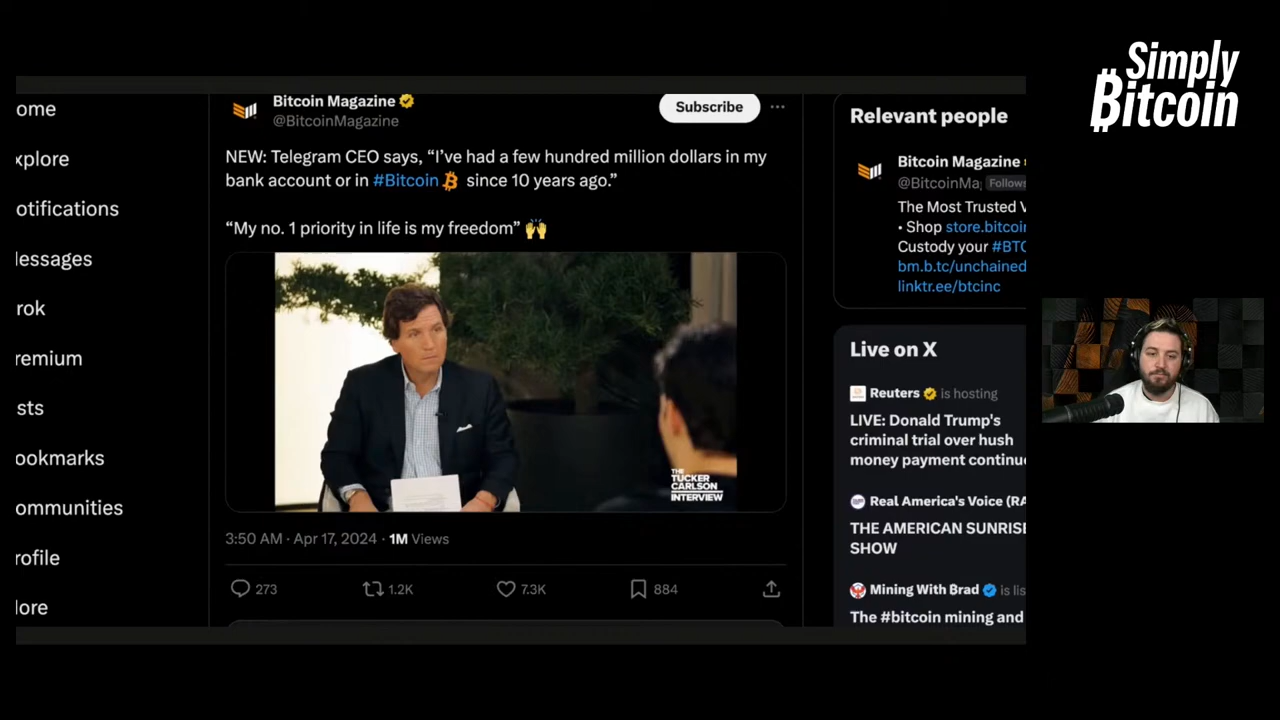 Simply
Bitcoin
ome
xplore
otifications
lessages
rok
remium
sts
ookmarks
ommunities
rofile
lore
Bitcoin Magazine
@BitcoinMagazine
Subscribe
NEW: Telegram CEO says, “I’ve had a few hundred million dollars in my
bank account or in #Bitcoin since 10 years ago.”
“My no. 1 priority in life is my freedom” 🙌
THE
TUCKER
CARLSON
INTERVIEW
3:50 AM · Apr 17, 2024 · 1M Views
273 1.2K 7.3K 884
Relevant people
Bitcoin Magazine
@BitcoinMa Follows
The Most Trusted V
• Shop store.bitcoin
Custody your #BTC
bm.b.tc/unchained
linktr.ee/btcinc
Live on X
Reuters is hosting
LIVE: Donald Trump's
criminal trial over hush
money payment continue
Real America's Voice (RA
THE AMERICAN SUNRISE
SHOW
Mining With Brad is lis
The #bitcoin mining and